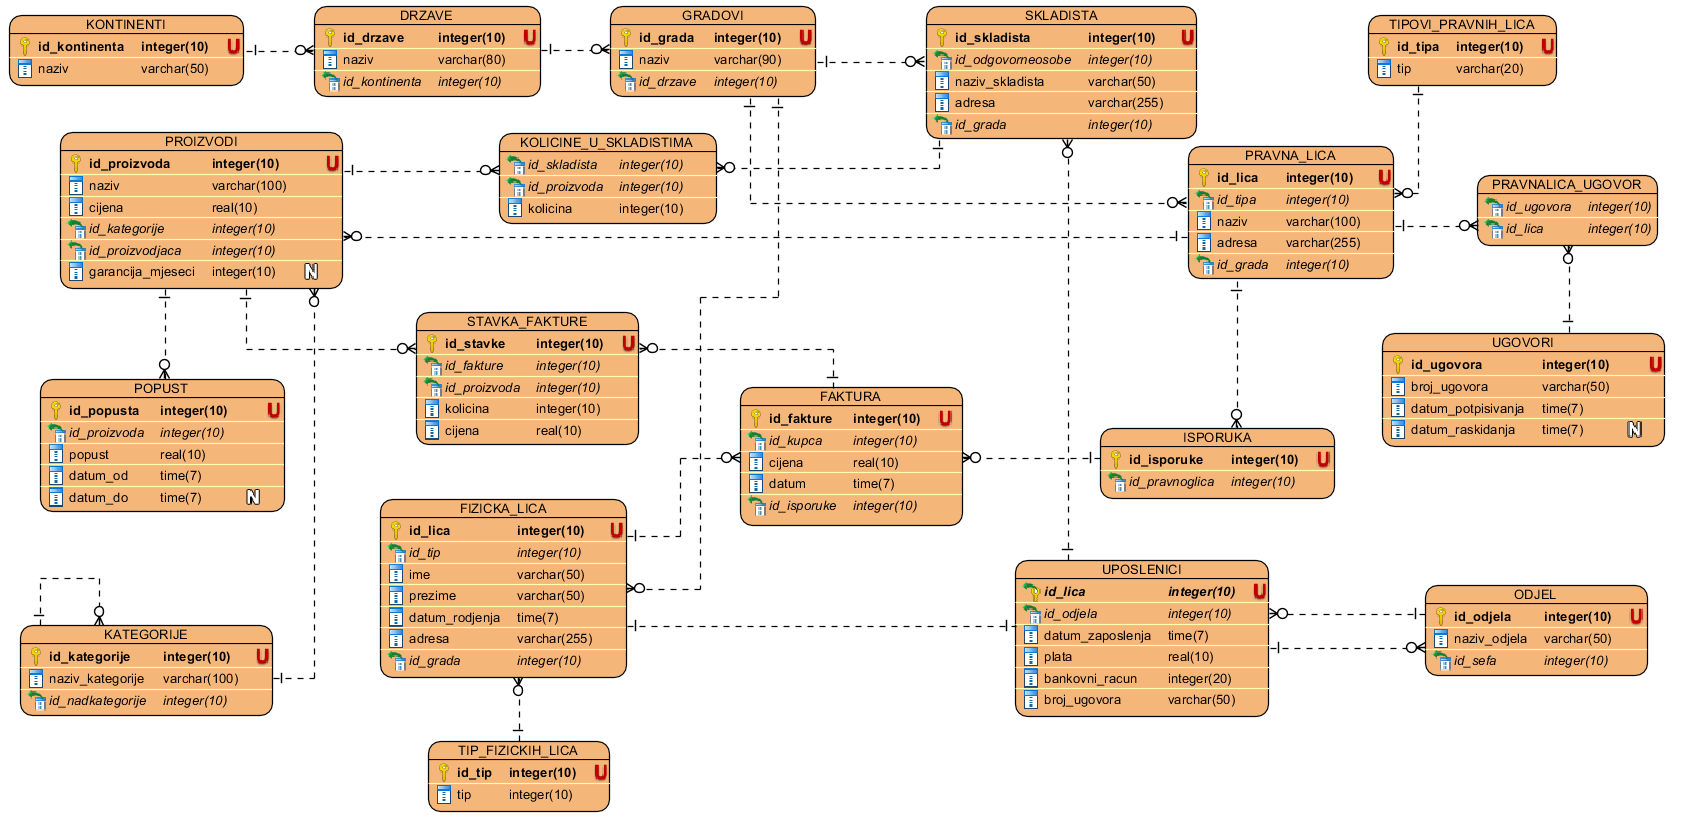 KONTINENTI
id_kontinenta integer(10) U
naziv varchar(50)
DRZAVE
id_drzave integer(10) U
naziv varchar(80)
id_kontinenta integer(10)
GRADOVI
id_grada integer(10) U
naziv varchar(90)
id_drzave integer(10)
SKLADISTA
id_skladista integer(10) U
id_odgovorneosobe integer(10)
naziv_skladista varchar(50)
adresa varchar(255)
id_grada integer(10)
TIPOVI_PRAVNIH_LICA
id_tipa integer(10) U
tip varchar(20)
PROIZVODI
id_proizvoda integer(10) U
naziv varchar(100)
cijena real(10)
id_kategorije integer(10)
id_proizvodjaca integer(10)
garancija_mjeseci integer(10) N
KOLICINE_U_SKLADISTIMA
id_skladista integer(10)
id_proizvoda integer(10)
kolicina integer(10)
PRAVNA_LICA
id_lica integer(10) U
id_tipa integer(10)
naziv varchar(100)
adresa varchar(255)
id_grada integer(10)
PRAVNALICA_UGOVOR
id_ugovora integer(10)
id_lica integer(10)
STAVKA_FAKTURE
id_stavke integer(10) U
id_fakture integer(10)
id_proizvoda integer(10)
kolicina integer(10)
cijena real(10)
UGOVORI
id_ugovora integer(10) U
broj_ugovora varchar(50)
datum_potpisivanja time(7)
datum_raskidanja time(7) N
POPUST
id_popusta integer(10) U
id_proizvoda integer(10)
popust real(10)
datum_od time(7)
datum_do time(7) N
FAKTURA
id_fakture integer(10) U
id_kupca integer(10)
cijena real(10)
datum time(7)
id_isporuke integer(10)
ISPORUKA
id_isporuke integer(10) U
id_pravnoglica integer(10)
FIZICKA_LICA
id_lica integer(10) U
id_tip integer(10)
ime varchar(50)
prezime varchar(50)
datum_rodjenja time(7)
adresa varchar(255)
id_grada integer(10)
UPOSLENICI
id_lica integer(10) U
id_odjela integer(10)
datum_zaposlenja time(7)
plata real(10)
bankovni_racun integer(20)
broj_ugovora varchar(50)
ODJEL
id_odjela integer(10) U
naziv_odjela varchar(50)
id_sefa integer(10)
KATEGORIJE
id_kategorije integer(10) U
naziv_kategorije varchar(100)
id_nadkategorije integer(10)
TIP_FIZICKIH_LICA
id_tip integer(10) U
tip integer(10)